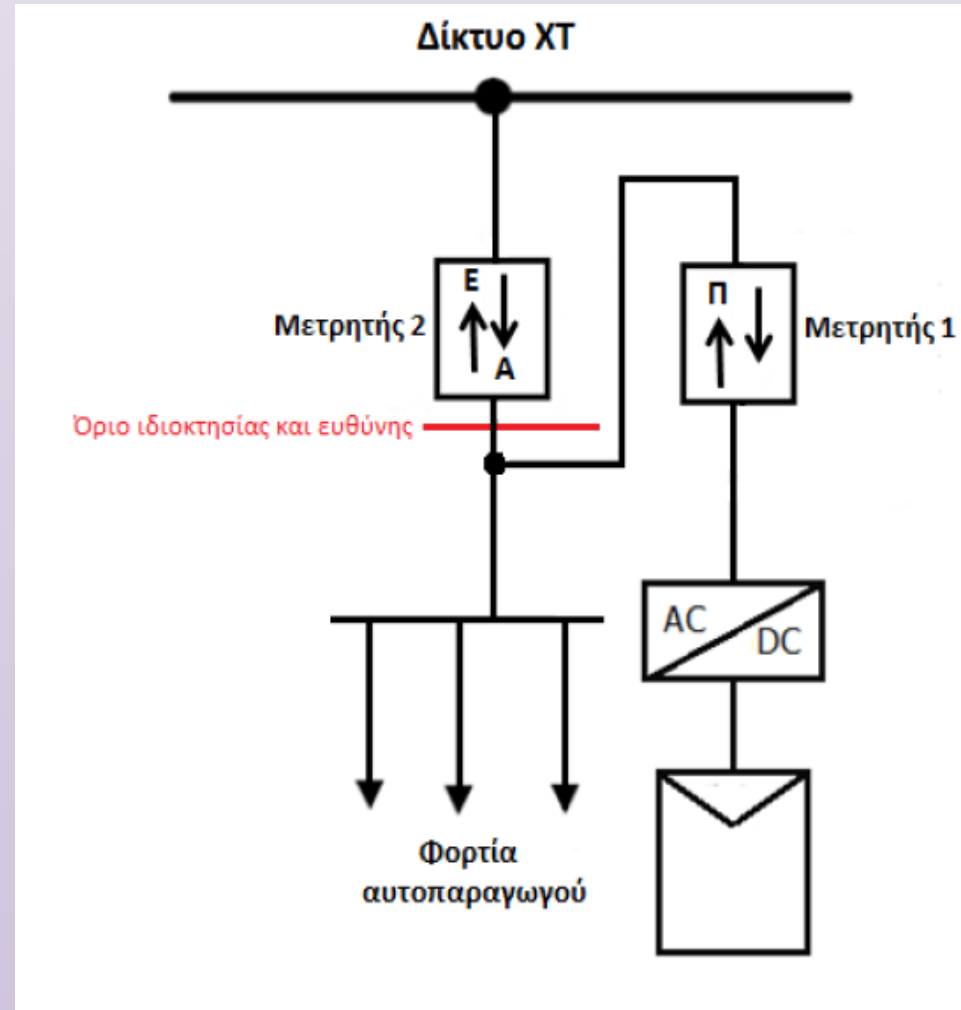 Δίκτυο ΧΤ
Ε
Α
Μετρητής 2
Π
Μετρητής 1
Όριο ιδιοκτησίας και ευθύνης
AC
DC
Φορτία
αυτοπαραγωγού